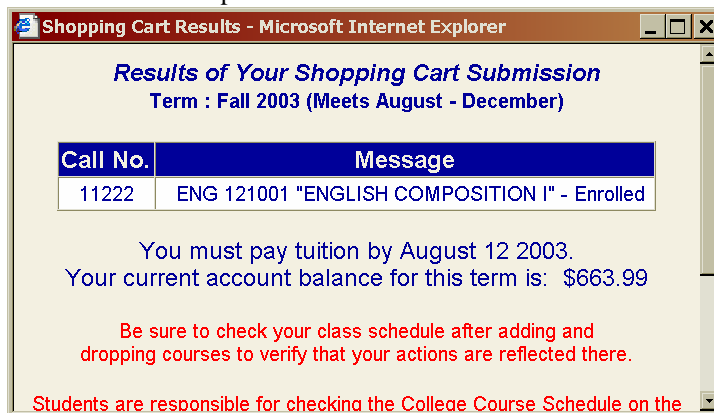 Shopping Cart Results - Microsoft Internet Explorer
Results of Your Shopping Cart Submission
Term : Fall 2003 (Meets August - December)
Call No. Message
11222 ENG 121001 "ENGLISH COMPOSITION I" - Enrolled
You must pay tuition by August 12 2003.
Your current account balance for this term is: $663.99
Be sure to check your class schedule after adding and
dropping courses to verify that your actions are reflected there.
Students are responsible for checking the College Course Schedule on the